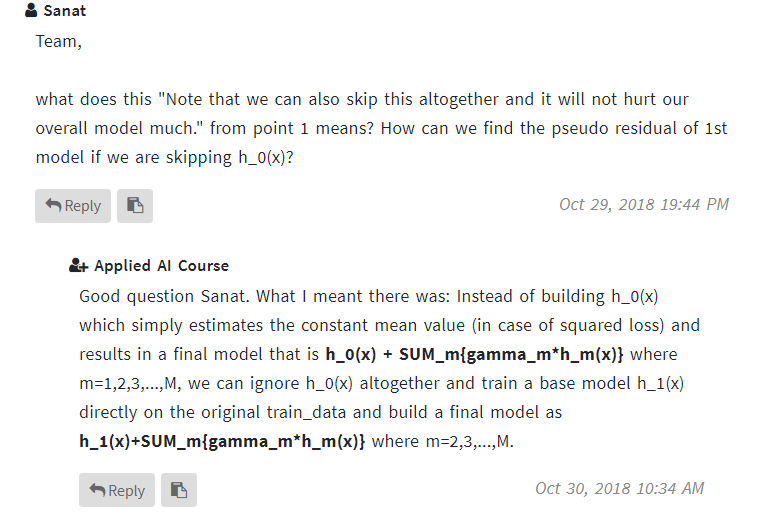 Sanat
Team,
what does this "Note that we can also skip this altogether and it will not hurt our
overall model much." from point 1 means? How can we find the pseudo residual of 1st
model if we are skipping h_0(x)?
Reply
Oct 29, 2018 19:44 PM
Applied AI Course
Good question Sanat. What I meant there was: Instead of building h_0(x)
which simply estimates the constant mean value (in case of squared loss) and
results in a final model that is h_0(x) + SUM_m{gamma_m*h_m(x)} where
m=1,2,3,...,M, we can ignore h_0(x) altogether and train a base model h_1(x)
directly on the original train_data and build a final model as
h_1(x)+SUM_m{gamma_m*h_m(x)} where m=2,3,...,M.
Reply
Oct 30, 2018 10:34 AM